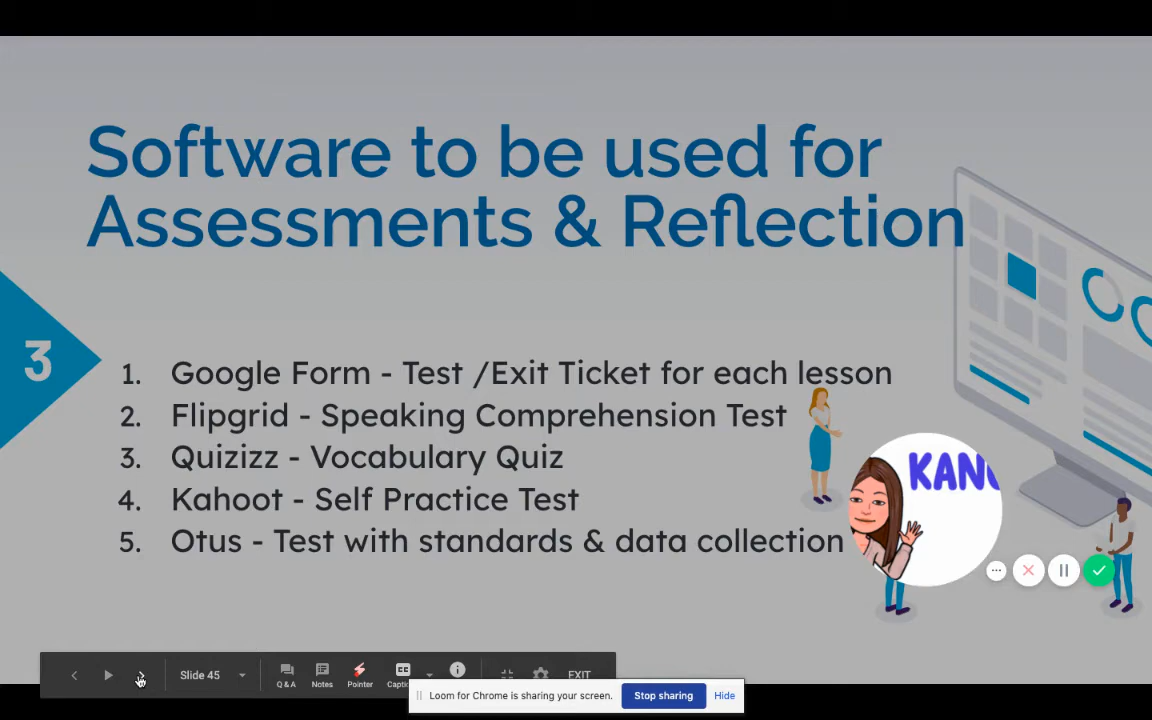 Software to be used for
Assessments & Reflection
3
1. Google Form - Test /Exit Ticket for each lesson
2. Flipgrid - Speaking Comprehension Test
3. Quizizz - Vocabulary Quiz
4. Kahoot - Self Practice Test
5. Otus - Test with standards & data collection
KAN
Slide 45
Q & A
Notes
Pointer
EXIT
Loom for Chrome is sharing your screen.
Stop sharing
Hide